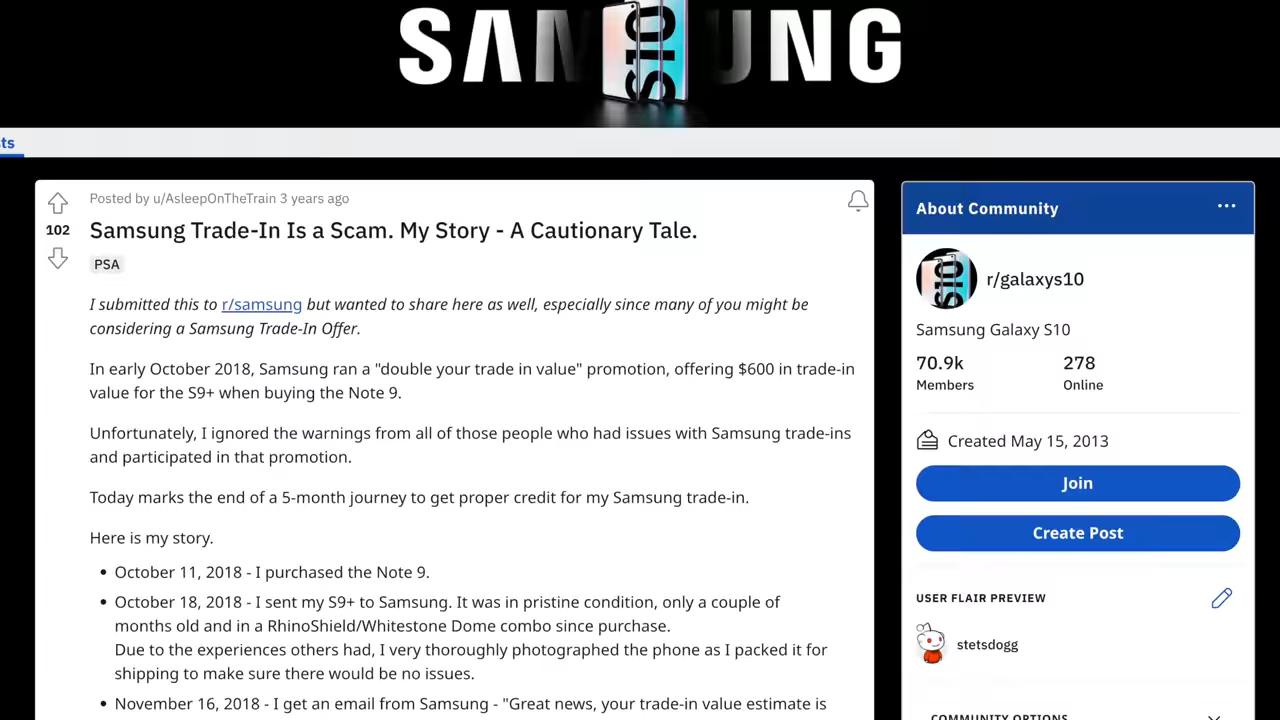 SAMSUNG
S10
ts
Posted by u/AsleepOnTheTrain 3 years ago
102
Samsung Trade-In Is a Scam. My Story - A Cautionary Tale.
PSA
I submitted this to r/samsung but wanted to share here as well, especially since many of you might be
considering a Samsung Trade-In Offer.
In early October 2018, Samsung ran a "double your trade in value" promotion, offering $600 in trade-in
value for the S9+ when buying the Note 9.
Unfortunately, I ignored the warnings from all of those people who had issues with Samsung trade-ins
and participated in that promotion.
Today marks the end of a 5-month journey to get proper credit for my Samsung trade-in.
Here is my story.
• October 11, 2018 - I purchased the Note 9.
• October 18, 2018 - I sent my S9+ to Samsung. It was in pristine condition, only a couple of
months old and in a RhinoShield/Whitestone Dome combo since purchase.
Due to the experiences others had, I very thoroughly photographed the phone as I packed it for
shipping to make sure there would be no issues.
• November 16, 2018 - I get an email from Samsung - "Great news, your trade-in value estimate is
About Community
S10
r/galaxys10
Samsung Galaxy S10
70.9k
Members
278
Online
Created May 15, 2013
Join
Create Post
USER FLAIR PREVIEW
stetsdogg
COMMUNITY OPTIONS